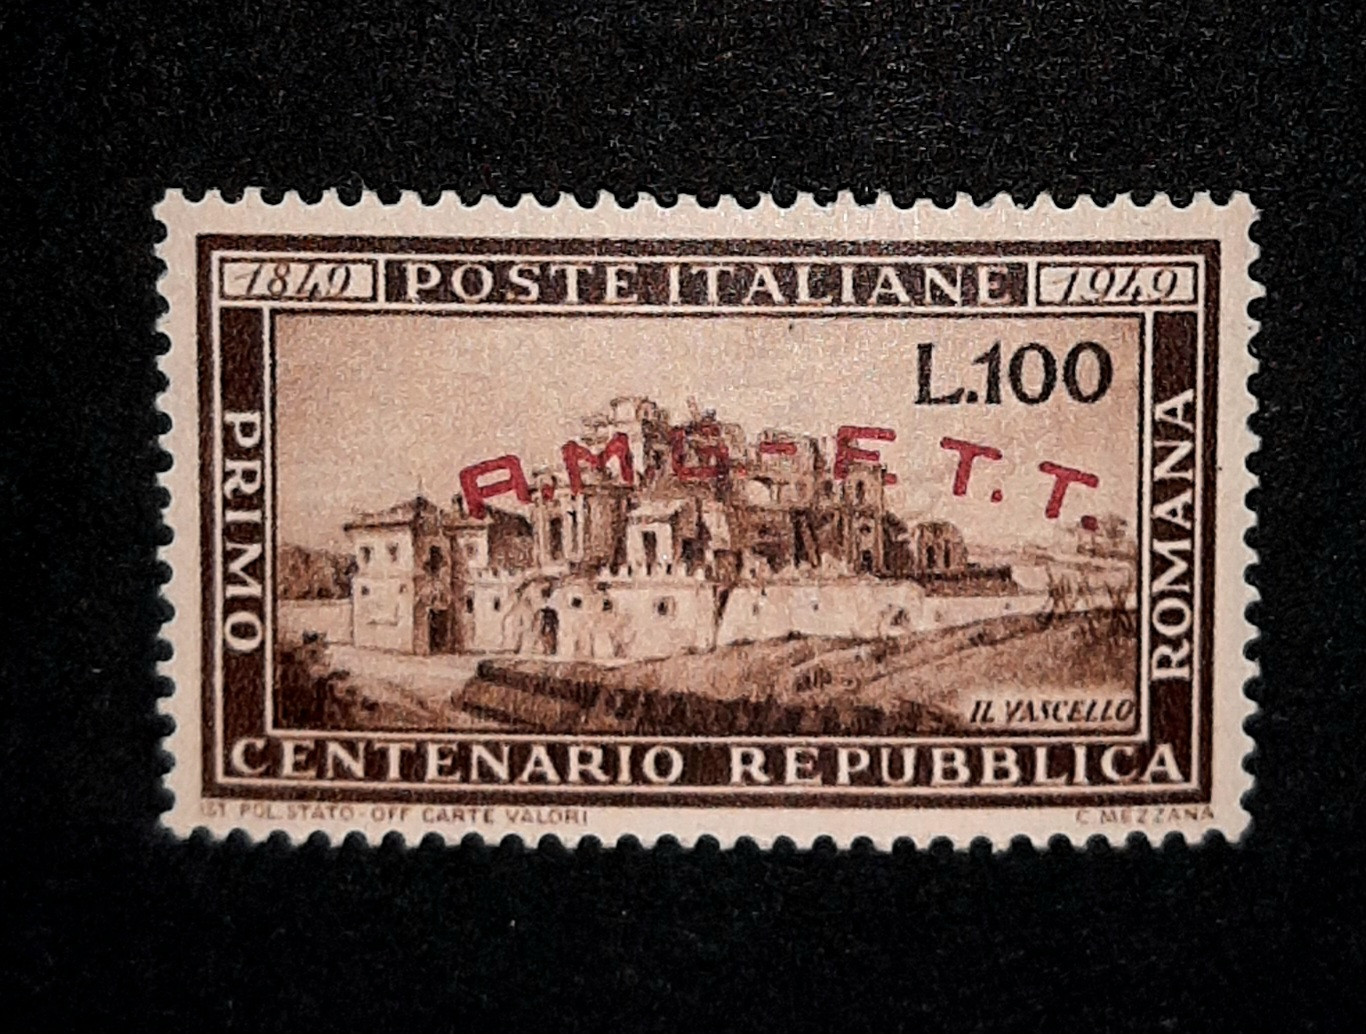 1849 POSTE ITALIANE 1949
L.100
A.M.G-F.T.T.
PRIMO
CENTENARIO REPUBBLICA
ROMANA
IL VASCELLO
IST POL.STATO-OFF CARTE VALORI
C MEZZANA